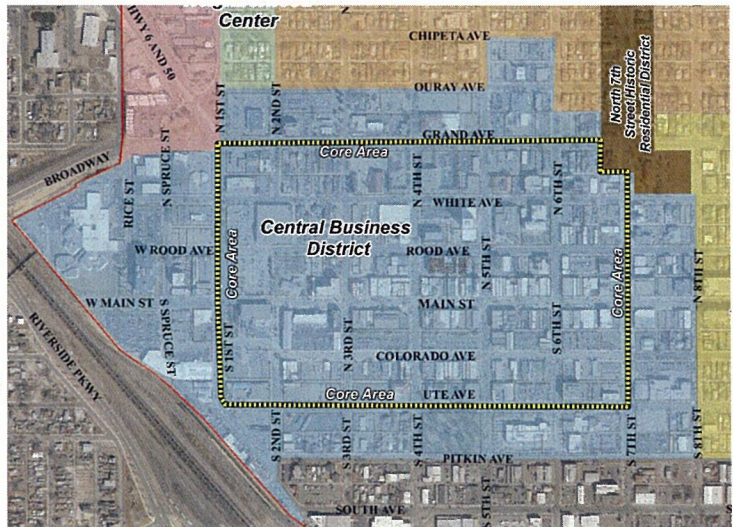 Center
CHIPETA AVE
HWY 6 AND 50
OURAY AVE
N 1ST ST
N 2ND ST
North 7th
Street Historic
Residential District
GRAND AVE
Core Area
BROADWAY
N SPRUCE ST
RICE ST
N 4TH ST
N 6TH ST
WHITE AVE
Central Business
District
W ROOD AVE
ROOD AVE
N 5TH ST
Core Area
Core Area
N 8TH ST
W MAIN ST
MAIN ST
S SPRUCE ST
RIVERSIDE PKWY
S 1ST ST
N 3RD ST
S 6TH ST
COLORADO AVE
Core Area
UTE AVE
S 2ND ST
S 3RD ST
S 4TH ST
S 7TH ST
S 8TH ST
PITKIN AVE
S 5TH ST
SOUTH AVE